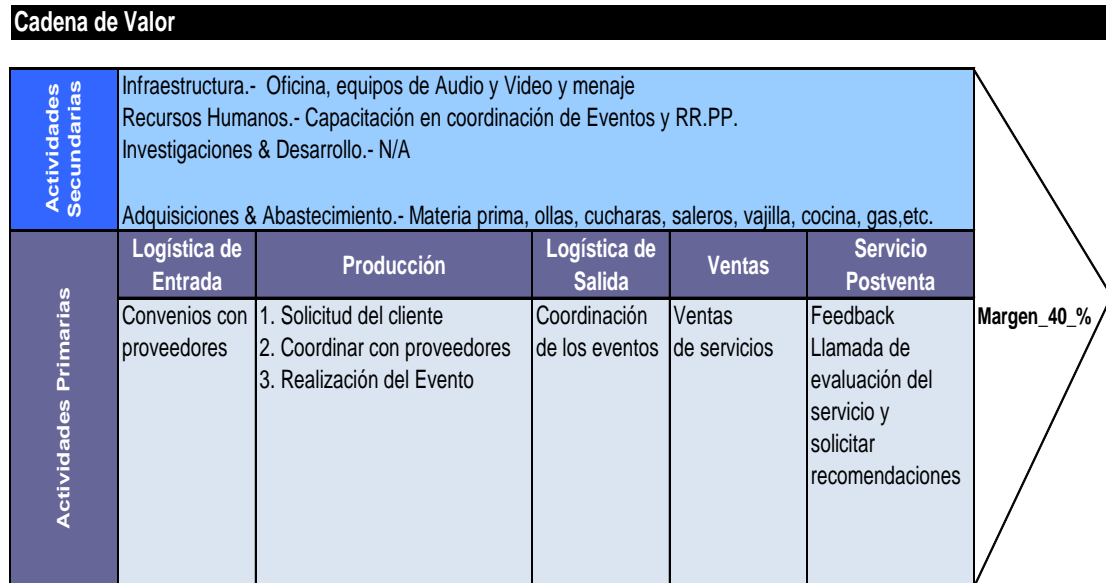 Cadena de Valor
Actividades
Secundarias
Infraestructura.- Oficina, equipos de Audio y Video y menaje
Recursos Humanos.- Capacitación en coordinación de Eventos y RR.PP.
Investigaciones & Desarrollo.- N/A
Adquisiciones & Abastecimiento.- Materia prima, ollas, cucharas, saleros, vajilla, cocina, gas,etc.
Actividades Primarias
Logística de
Entrada
Producción
Logística de
Salida
Ventas
Servicio
Postventa
Convenios con
proveedores
1. Solicitud del cliente
2. Coordinar con proveedores
3. Realización del Evento
Coordinación
de los eventos
Ventas
de servicios
Feedback
Llamada de
evaluación del
servicio y
solicitar
recomendaciones
Margen_40_%